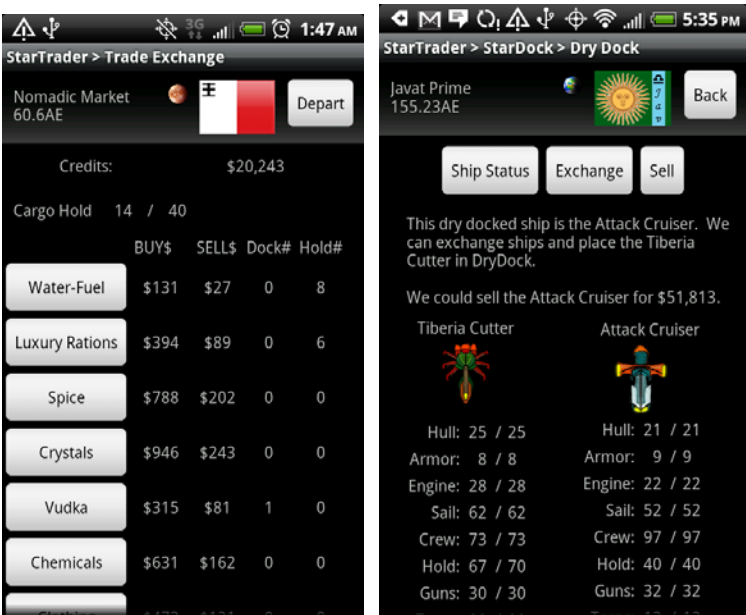 3G 1:47 AM
StarTrader > Trade Exchange
Nomadic Market
60.6AE
Depart
Credits: $20,243
Cargo Hold 14 / 40
BUY$ SELL$ Dock# Hold#
Water-Fuel $131 $27 0 8
Luxury Rations $394 $89 0 6
Spice $788 $202 0 0
Crystals $946 $243 0 0
Vudka $315 $81 1 0
Chemicals $631 $162 0 0
5:35 PM
StarTrader > StarDock > Dry Dock
Javat Prime
155.23AE
Back
Ship Status Exchange Sell
This dry docked ship is the Attack Cruiser. We
can exchange ships and place the Tiberia
Cutter in DryDock.
We could sell the Attack Cruiser for $51,813.
Tiberia Cutter Attack Cruiser
Hull: 25 / 25 Hull: 21 / 21
Armor: 8 / 8 Armor: 9 / 9
Engine: 28 / 28 Engine: 22 / 22
Sail: 62 / 62 Sail: 52 / 52
Crew: 73 / 73 Crew: 97 / 97
Hold: 67 / 70 Hold: 40 / 40
Guns: 30 / 30 Guns: 32 / 32